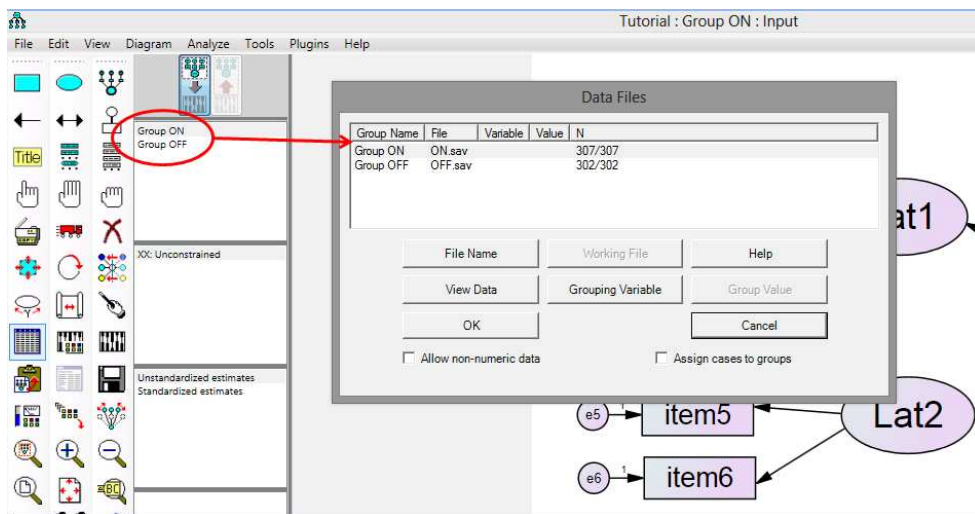 Tutorial : Group ON : Input
File Edit View Diagram Analyze Tools Plugins Help
Title
Group ON
Group OFF
XX: Unconstrained
Unstandardized estimates
Standardized estimates
Data Files
Group Name File Variable Value N
Group ON ON.sav 307/307
Group OFF OFF.sav 302/302
File Name Working File Help
View Data Grouping Variable Group Value
OK Cancel
Allow non-numeric data Assign cases to groups
at1
e5 1 item5 Lat2
e6 1 item6
BC